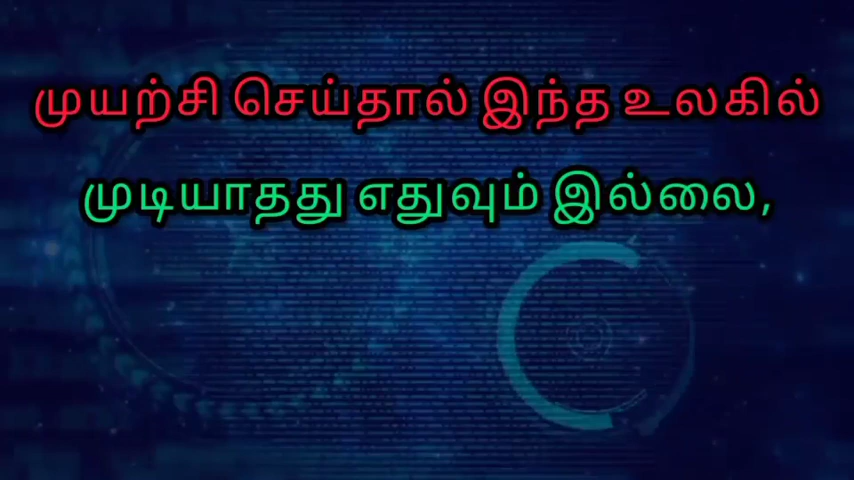 முயற்சி செய்தால் இந்த உலகில்
முடியாதது எதுவும் இல்லை,